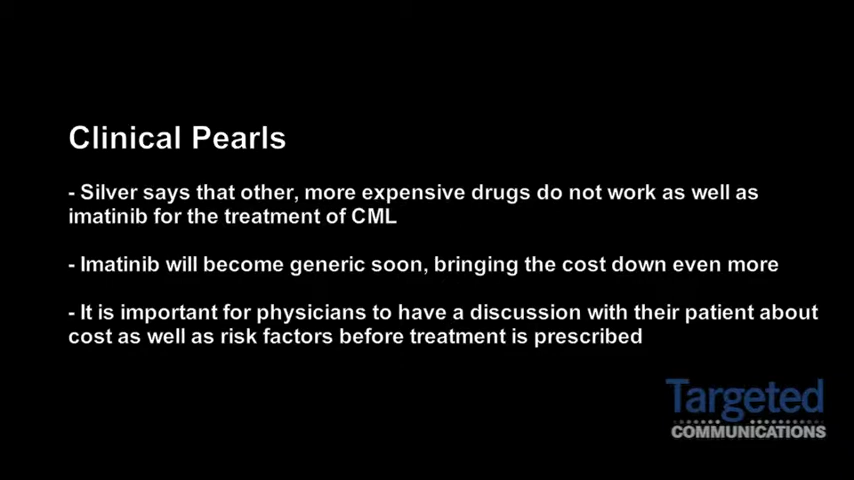 Clinical Pearls
- Silver says that other, more expensive drugs do not work as well as
imatinib for the treatment of CML
- Imatinib will become generic soon, bringing the cost down even more
- It is important for physicians to have a discussion with their patient about
cost as well as risk factors before treatment is prescribed
Targeted
COMMUNICATIONS